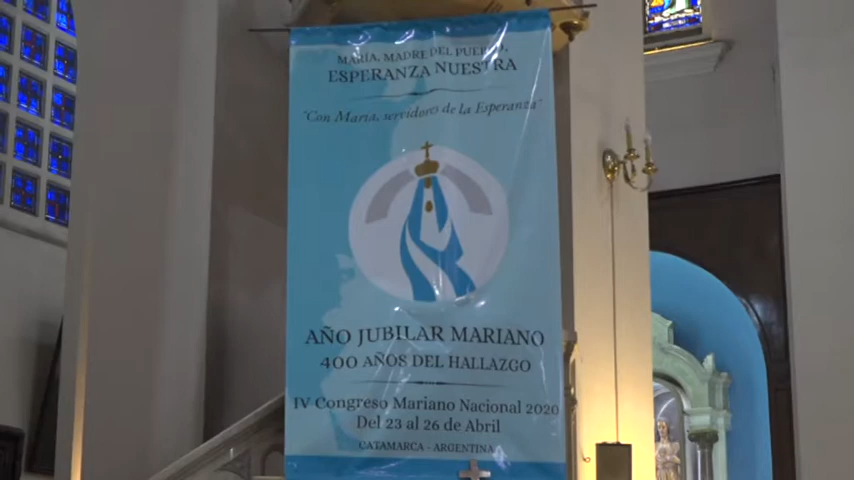 MARÍA, MADRE DEL PUEBLO,
ESPERANZA NUESTRA
"Con María, servidores de la Esperanza"
AÑO JUBILAR MARIANO
400 AÑOS DEL HALLAZGO
IV Congreso Mariano Nacional 2020
Del 23 al 26 de Abril
CATAMARCA - ARGENTINA